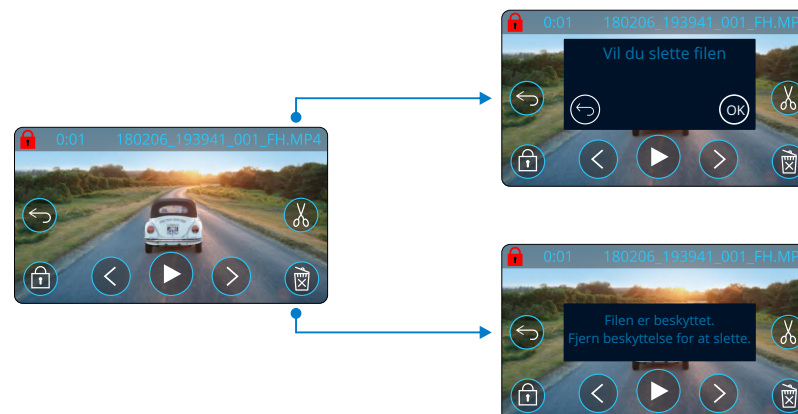 0:01 180206_193941_001_FH.MP4
0:01 180206_193941_001_FH.MP
Vil du slette filen
OK
0:01 180206_193941_001_FH.MP
Filen er beskyttet.
Fjern beskyttelse for at slette.